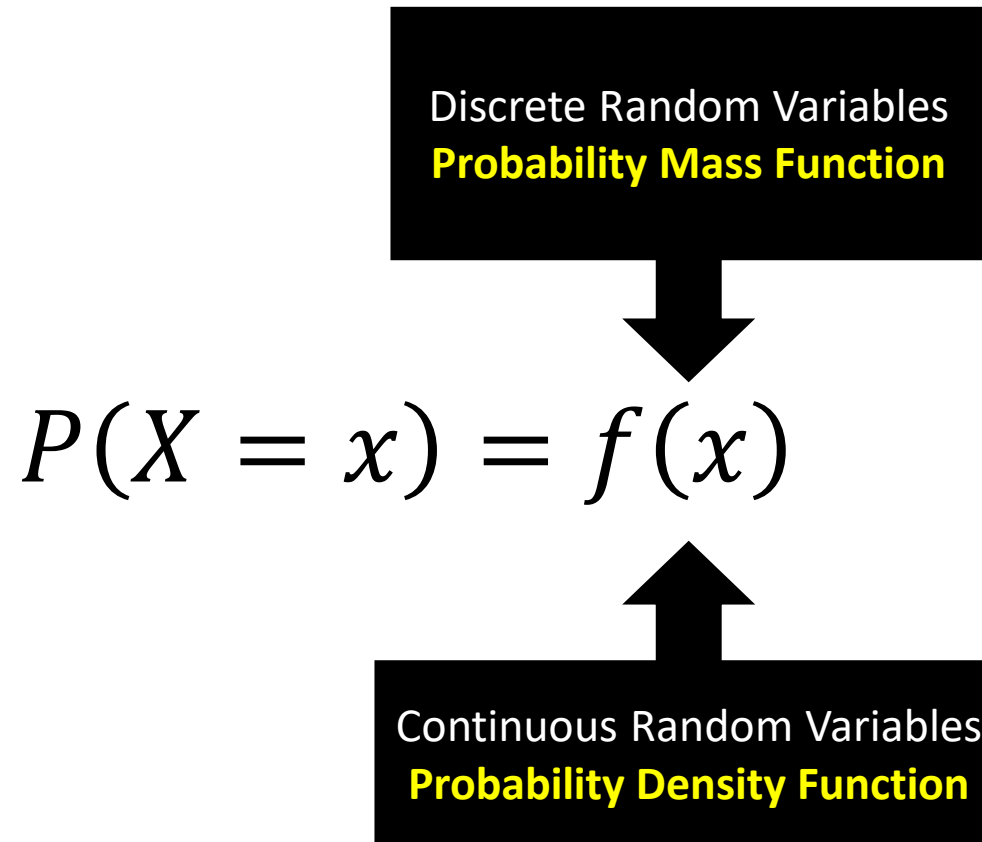 Discrete Random Variables
Probability Mass Function
P(X = x) = f(x)
Continuous Random Variables
Probability Density Function